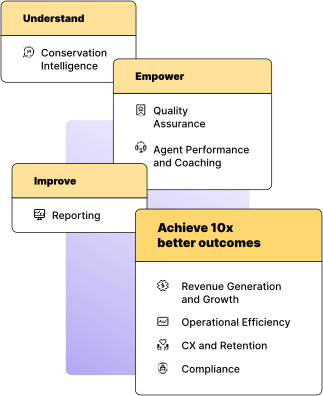 Understand
Conservation
Intelligence
Empower
Quality
Assurance
Agent Performance
and Coaching
Improve
Reporting
Achieve 10x
better outcomes
Revenue Generation
and Growth
Operational Efficiency
CX and Retention
Compliance